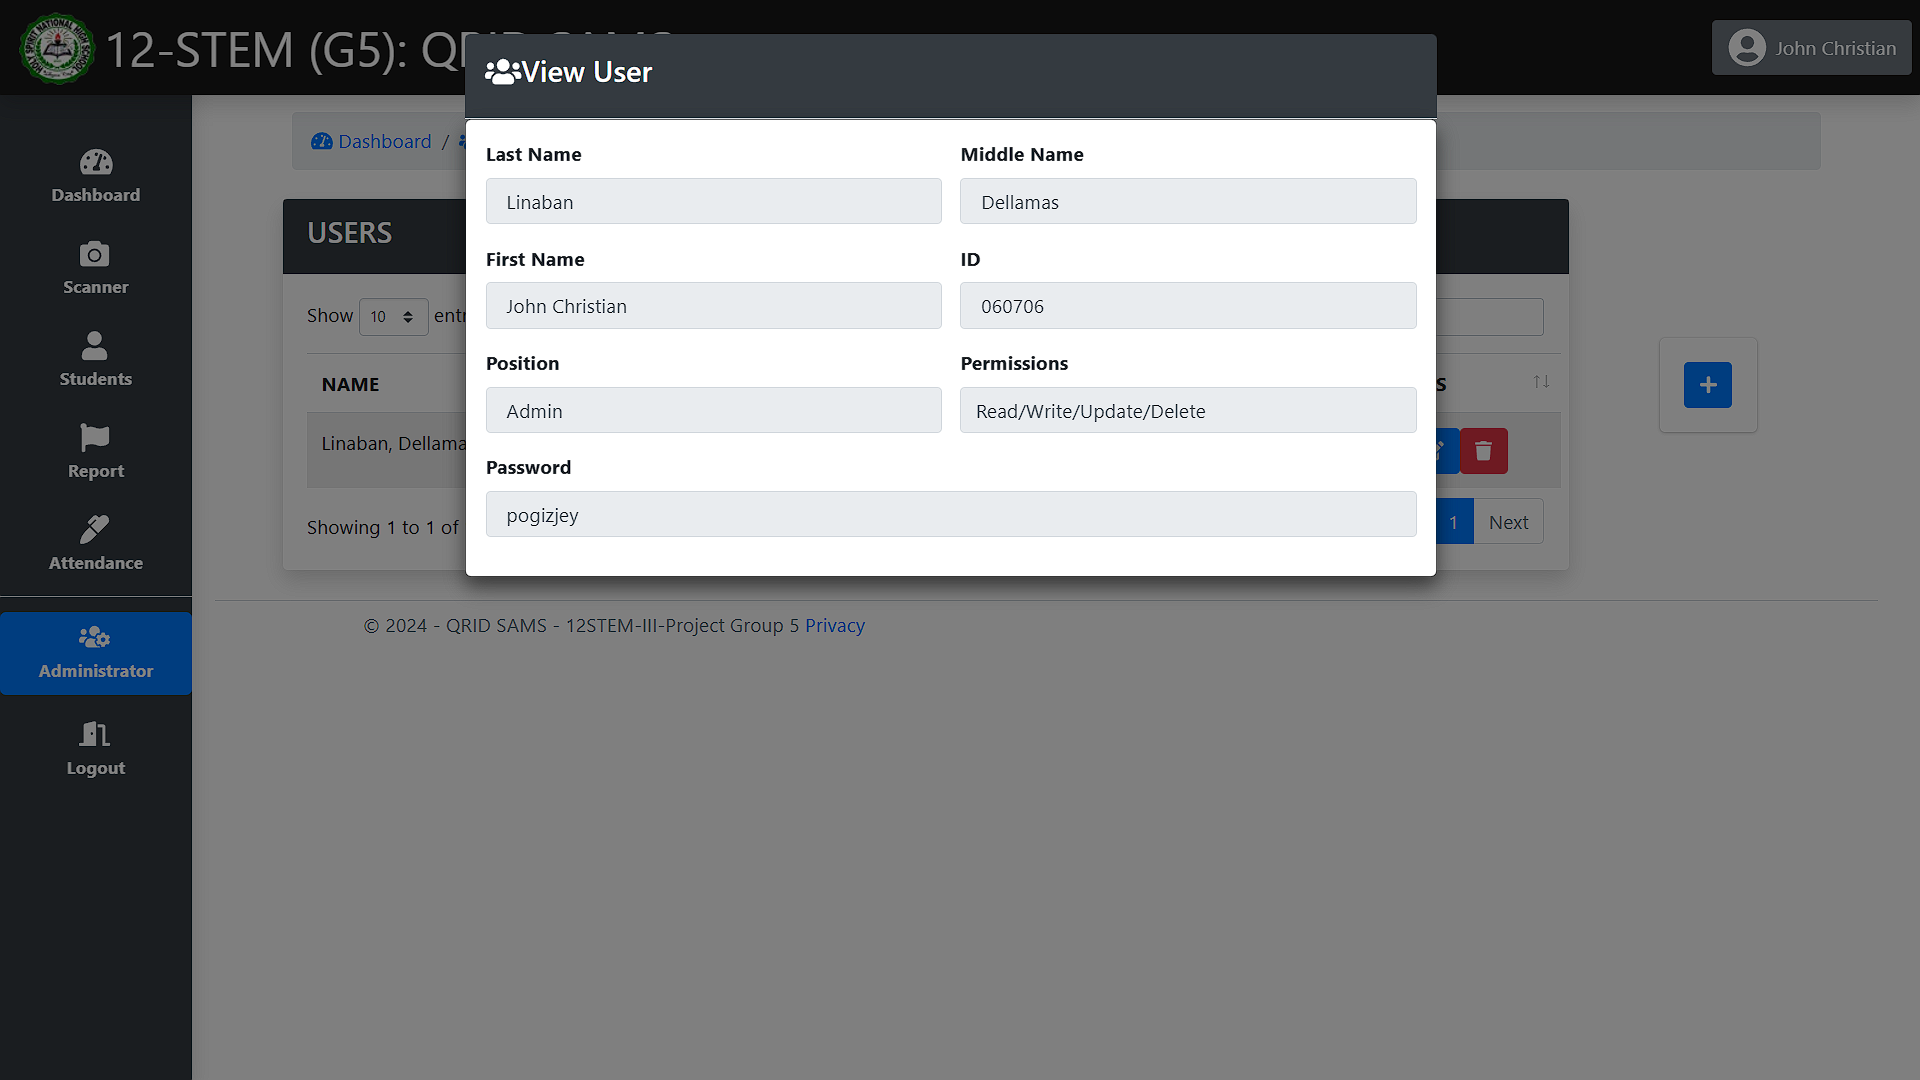 12-STEM (G5): QRID SAMS
John Christian
View User
Dashboard /
Dashboard
Scanner
Students
Report
Attendance
Administrator
Logout
Last Name
Middle Name
Linaban
Dellamas
First Name
ID
John Christian
060706
Position
Permissions
Admin
Read/Write/Update/Delete
Password
pogizjey
USERS
Show 10 entr
NAME
S
Linaban, Dellama
Showing 1 to 1 of
1
Next
© 2024 - QRID SAMS - 12STEM-III-Project Group 5 Privacy